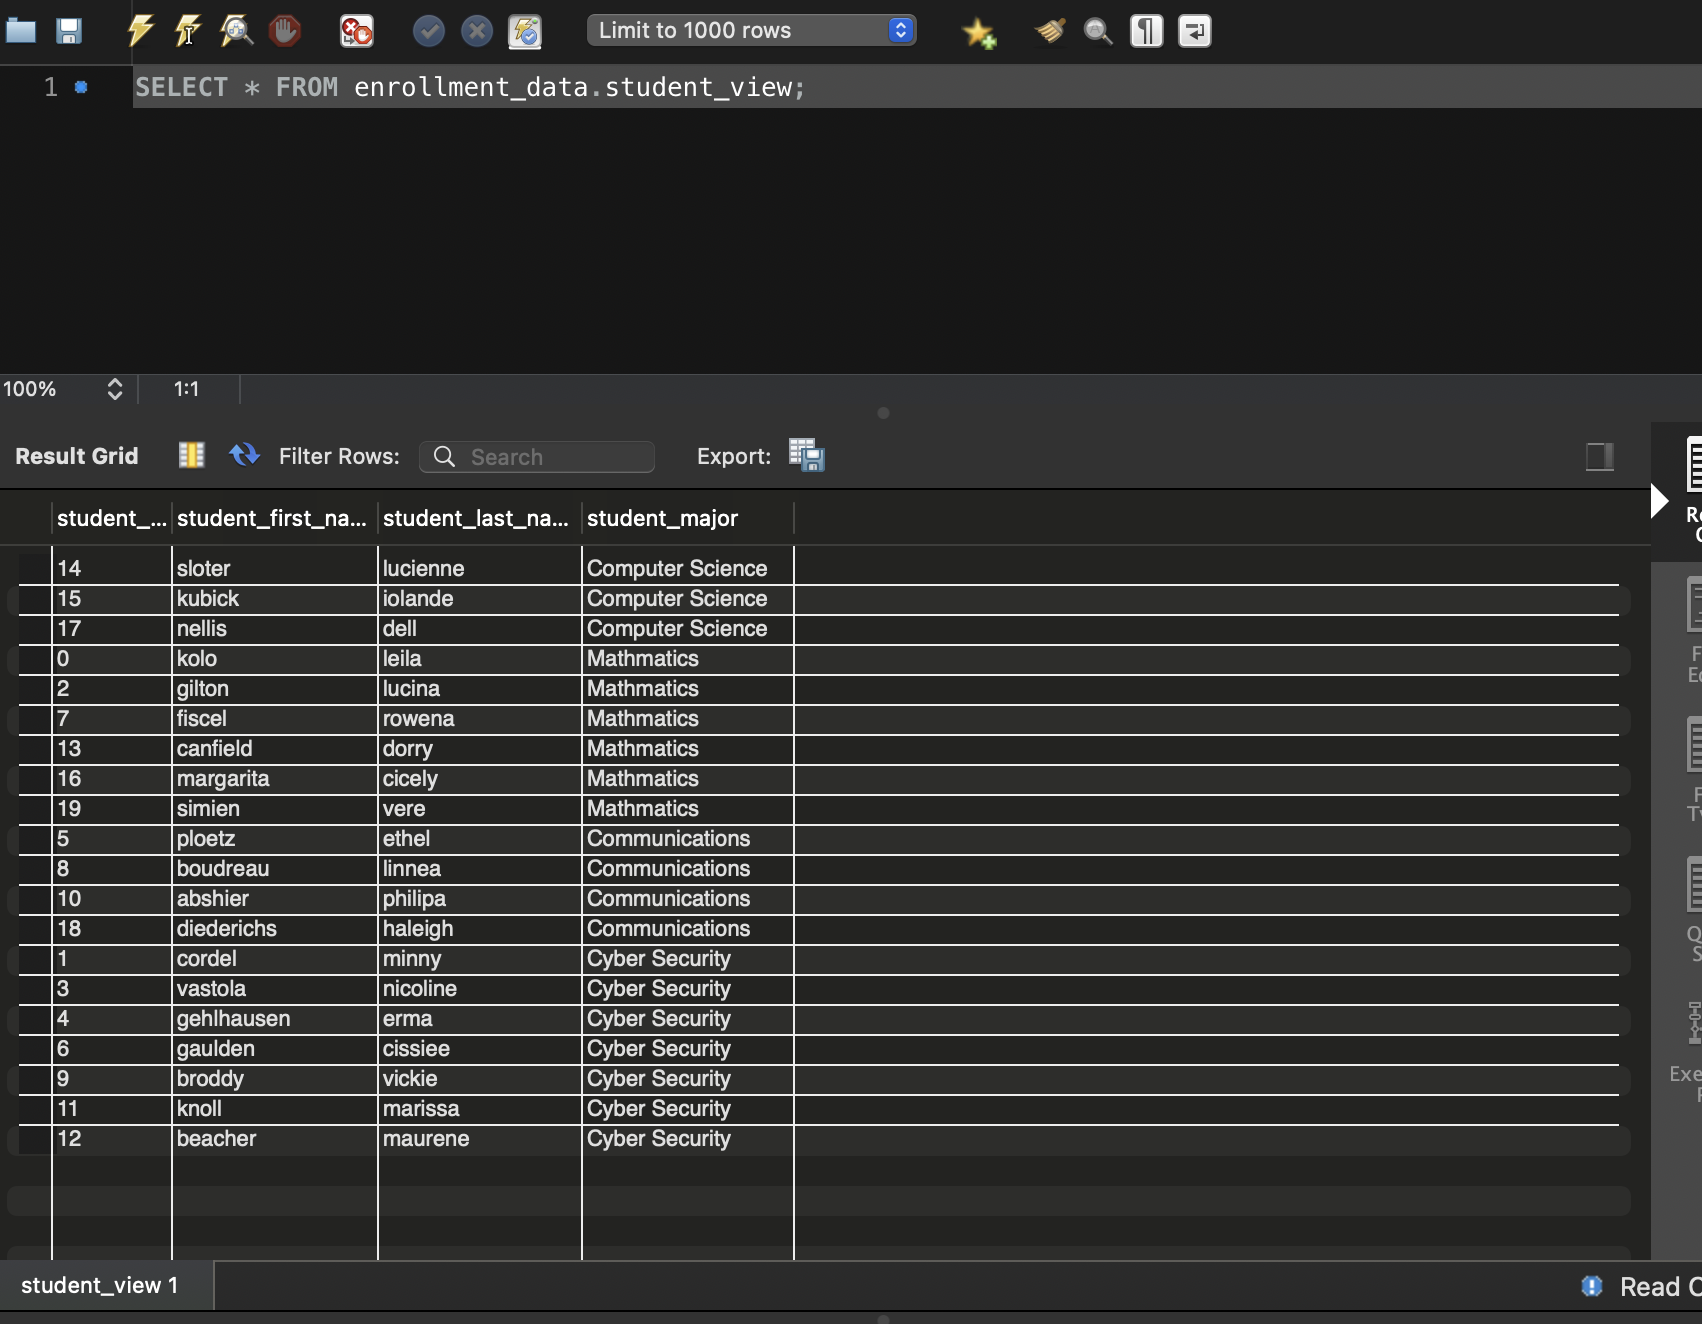 Limit to 1000 rows
1 SELECT * FROM enrollment_data.student_view;
100% 1:1
Result Grid Filter Rows: Search Export:
student_... student_first_na... student_last_na... student_major
14 sloter lucienne Computer Science
15 kubick iolande Computer Science
17 nellis dell Computer Science
0 kolo leila Mathmatics
2 gilton lucina Mathmatics
7 fiscel rowena Mathmatics
13 canfield dorry Mathmatics
16 margarita cicely Mathmatics
19 simien vere Mathmatics
5 ploetz ethel Communications
8 boudreau linnea Communications
10 abshier philipa Communications
18 diederichs haleigh Communications
1 cordel minny Cyber Security
3 vastola nicoline Cyber Security
4 gehlhausen erma Cyber Security
6 gaulden cissiee Cyber Security
9 broddy vickie Cyber Security
11 knoll marissa Cyber Security
12 beacher maurene Cyber Security
student_view 1 Read